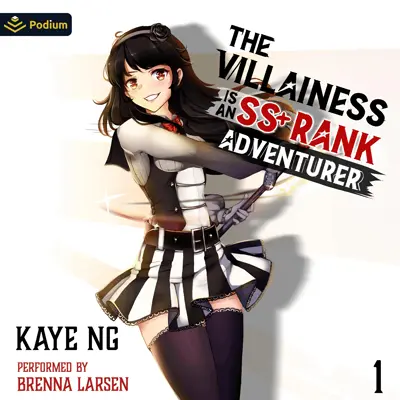 Podium
THE
VILLAINESS
IS
AN
SS+ RANK
ADVENTURER
KAYE NG
PERFORMED BY
BRENNA LARSEN
1